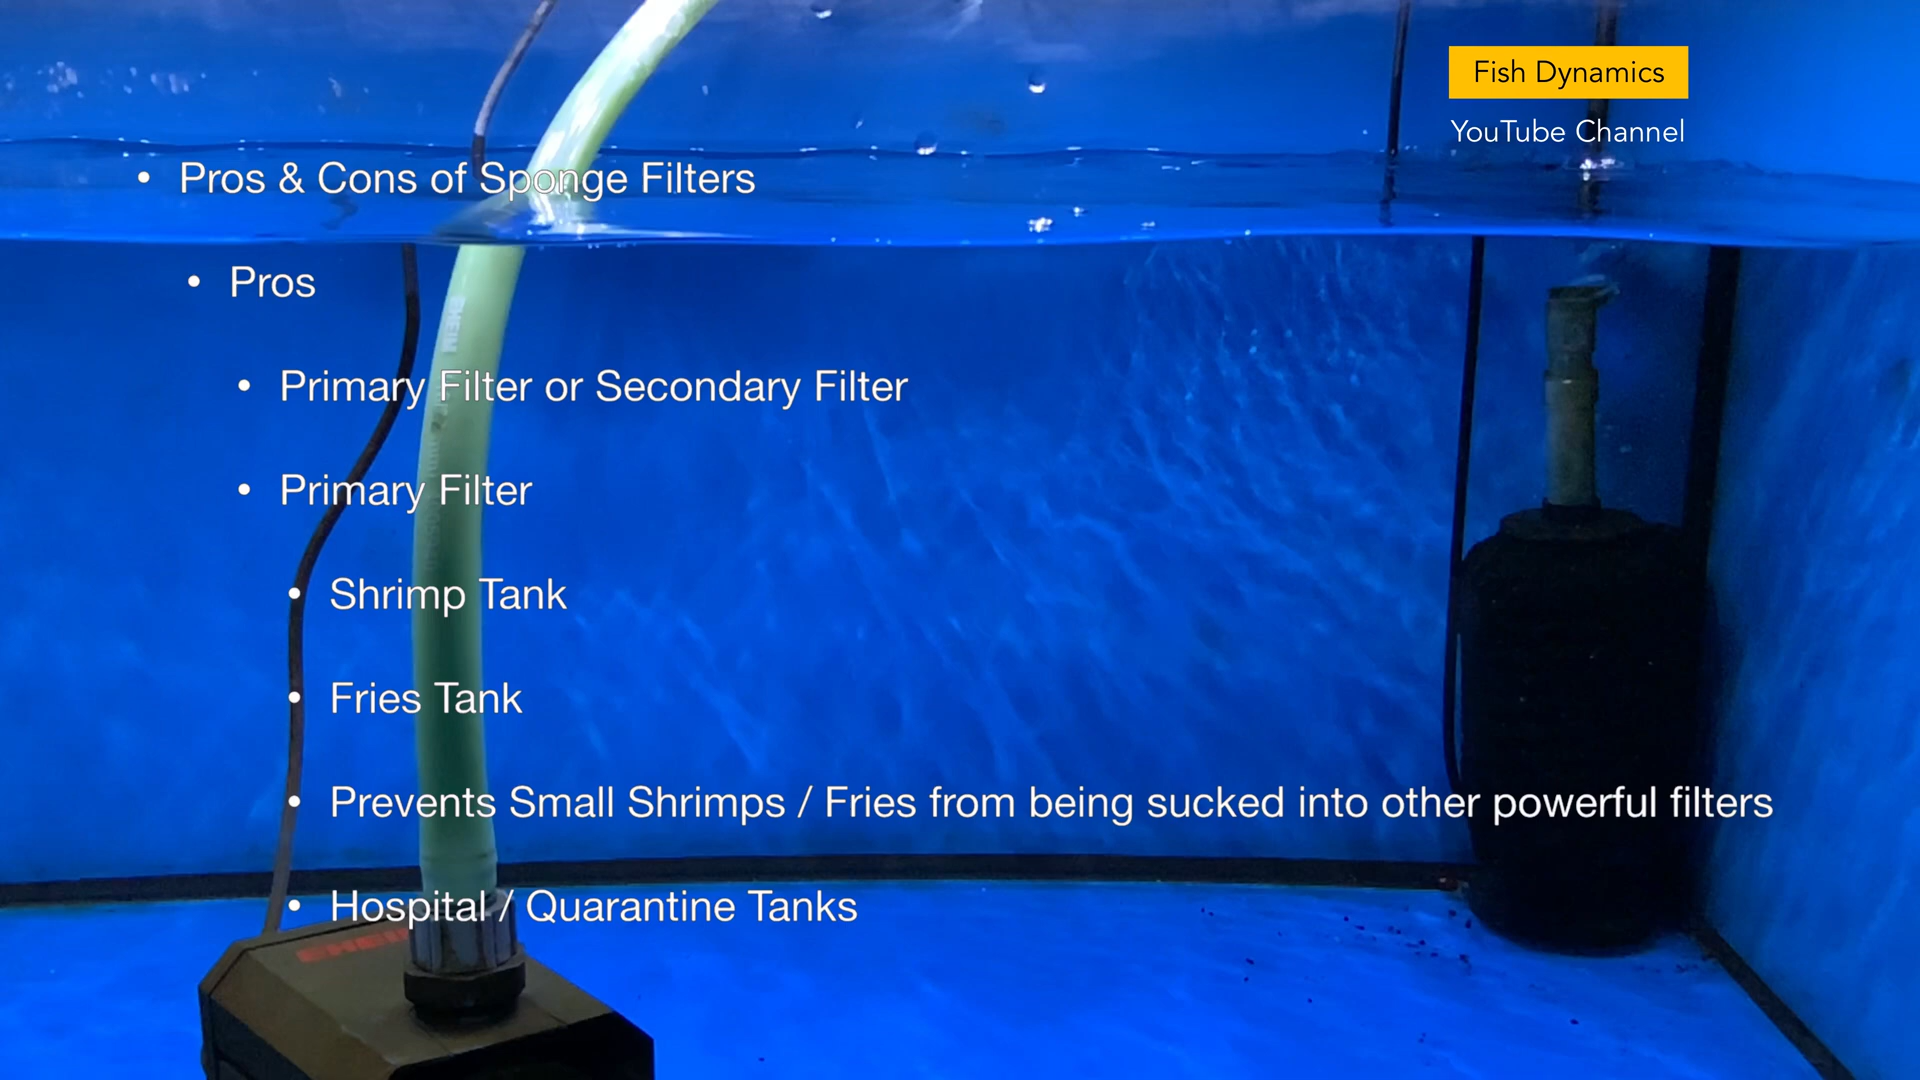 Fish Dynamics
YouTube Channel
• Pros & Cons of Sponge Filters
• Pros
• Primary Filter or Secondary Filter
• Primary Filter
• Shrimp Tank
• Fries Tank
• Prevents Small Shrimps / Fries from being sucked into other powerful filters
• Hospital / Quarantine Tanks
EHEIM